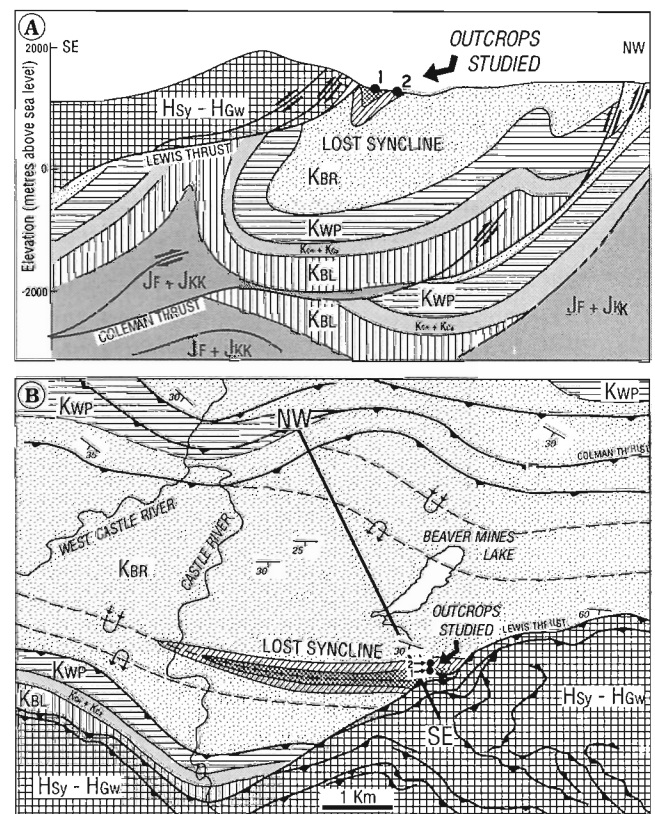 A
SE
OUTCROPS
STUDIED
NW
2000
0
-2000
Elevation (metres above sea level)
1
2
HSy - HGw
LEWIS THRUST
LOST SYNCLINE
KBR
KWP
KBL
KWP
KBL
JF + JKK
COLEMAN THRUST
JF + JKK
JF + JKK
B
30
NW
KWP
KWP
35
30
COLMAN THRUST
WEST CASTLE RIVER
CASTLE RIVER
BEAVER MINES
LAKE
KBR
30
25
OUTCROPS
STUDIED
LEWIS THRUST
60
LOST SYNCLINE
30
KWP
KBL
HSy - HGw
SE
HSy - HGw
1 Km